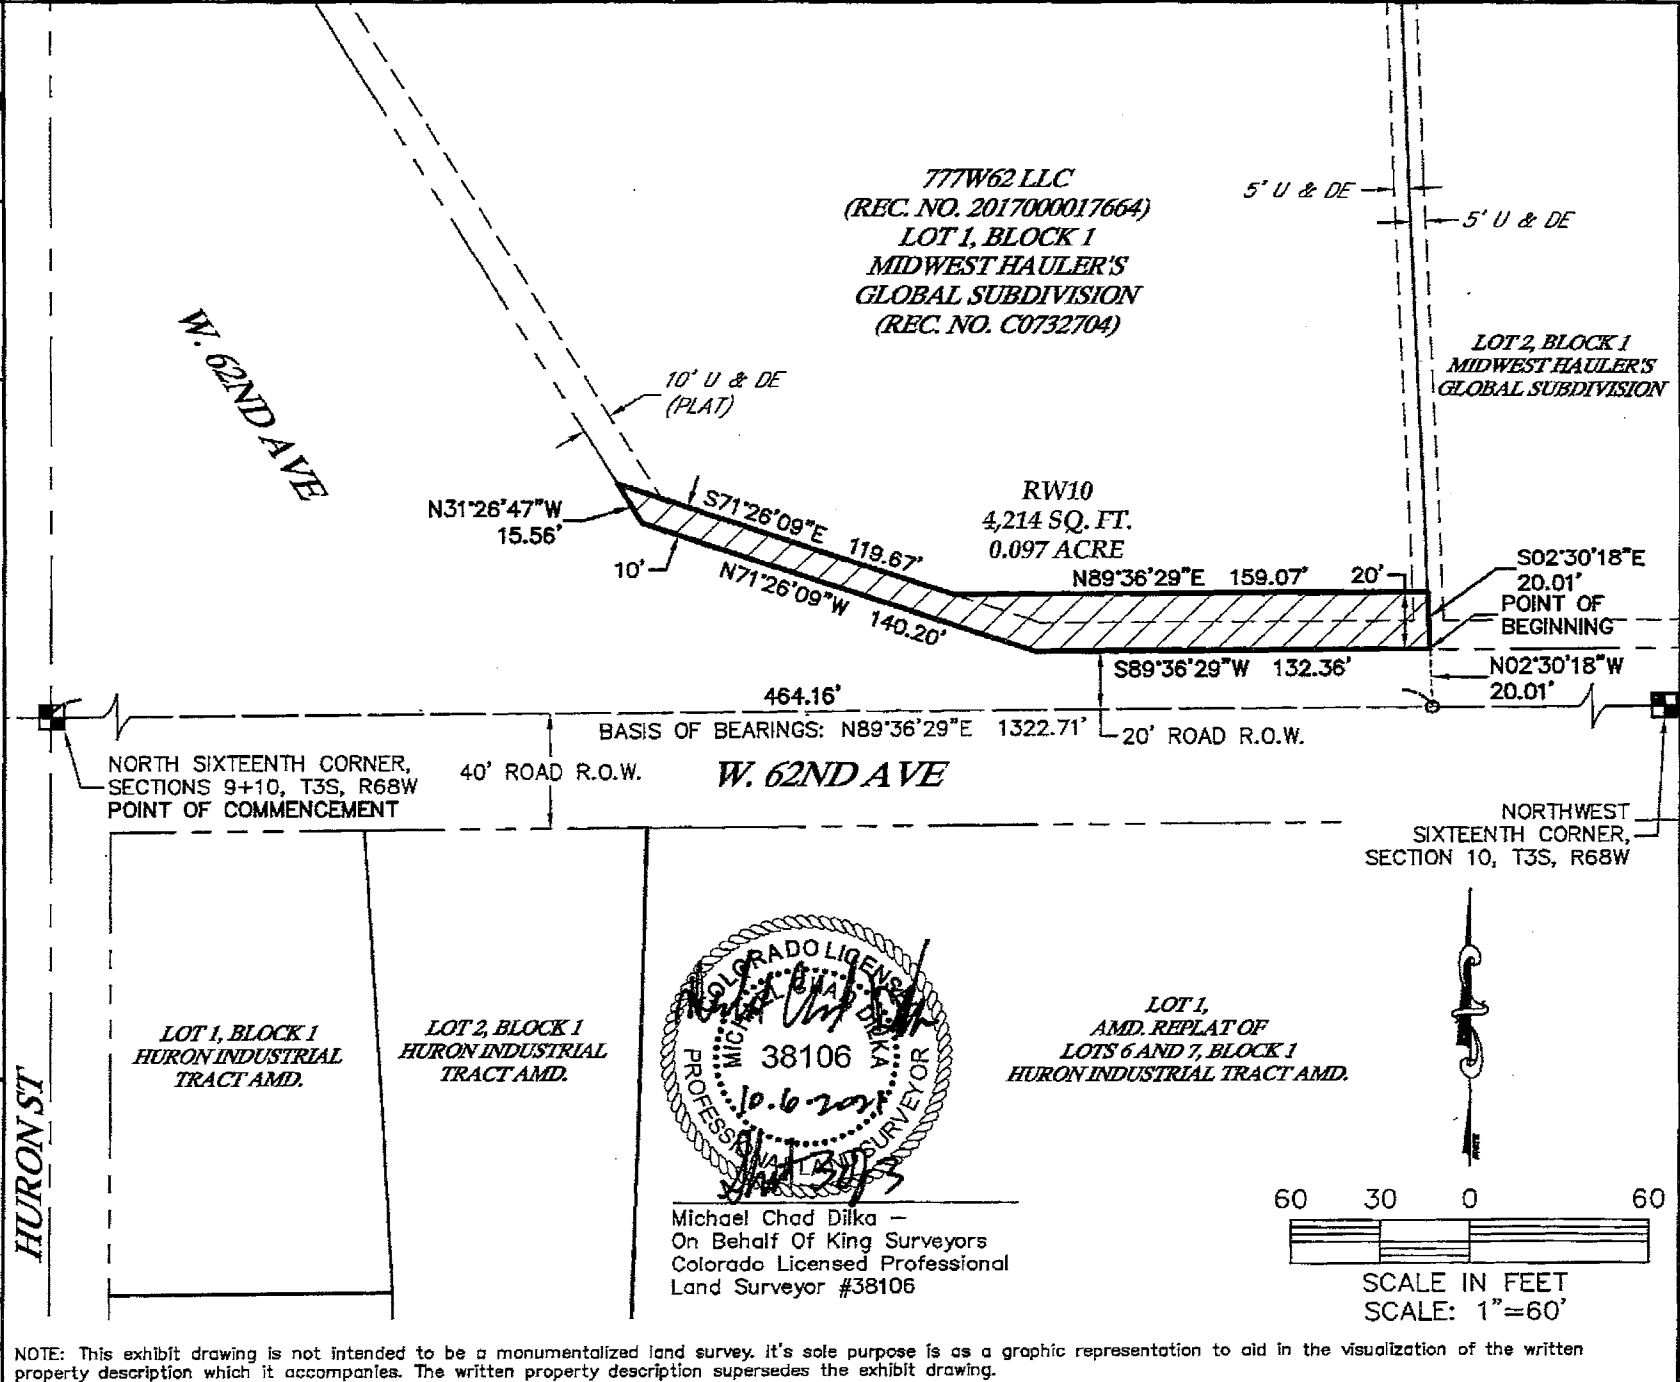 777W62 LLC
(REC. NO. 2017000017664)
LOT 1, BLOCK 1
MIDWEST HAULER'S
GLOBAL SUBDIVISION
(REC. NO. C0732704)
5' U & DE
5' U & DE
LOT 2, BLOCK 1
MIDWEST HAULER'S
GLOBAL SUBDIVISION
W. 62ND AVE
10' U & DE
(PLAT)
N31°26'47"W
15.56'
S71°26'09"E 119.67'
10'
N71°26'09"W 140.20'
RW10
4,214 SQ. FT.
0.097 ACRE
N89°36'29"E 159.07'
20'
S02°30'18"E
20.01'
POINT OF
BEGINNING
S89°36'29"W 132.36'
N02°30'18"W
20.01'
464.16'
BASIS OF BEARINGS: N89°36'29"E 1322.71'
20' ROAD R.O.W.
NORTH SIXTEENTH CORNER,
SECTIONS 9+10, T3S, R68W
POINT OF COMMENCEMENT
40' ROAD R.O.W.
W. 62ND AVE
NORTHWEST
SIXTEENTH CORNER,
SECTION 10, T3S, R68W
HURON ST
LOT 1, BLOCK 1
HURON INDUSTRIAL
TRACT AMD.
LOT 2, BLOCK 1
HURON INDUSTRIAL
TRACT AMD.
COLORADO LICENSED
MICHAEL CHAD DILKA
38106
PROFESSIONAL LAND SURVEYOR
LOT 1,
AMD. REPLAT OF
LOTS 6 AND 7, BLOCK 1
HURON INDUSTRIAL TRACT AMD.
Michael Chad Dilka –
On Behalf Of King Surveyors
Colorado Licensed Professional
Land Surveyor #38106
60 30 0 60
SCALE IN FEET
SCALE: 1"=60'
NOTE: This exhibit drawing is not intended to be a monumentalized land survey. It's sole purpose is as a graphic representation to aid in the visualization of the written
property description which it accompanies. The written property description supersedes the exhibit drawing.